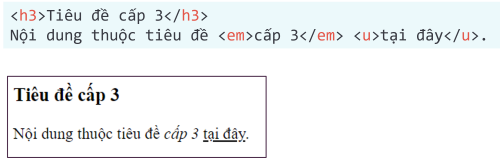 <h3>Tiêu đề cấp 3</h3>
Nội dung thuộc tiêu đề <em>cấp 3</em> <u>tại đây</u>.
Tiêu đề cấp 3
Nội dung thuộc tiêu đề cấp 3 tại đây.